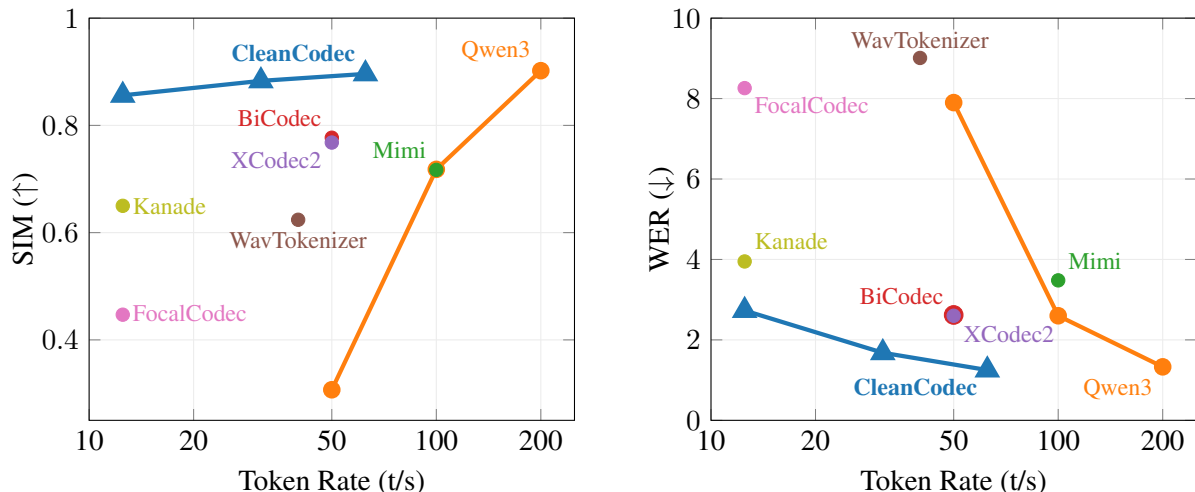 1
0.8
0.6
0.4
SIM (↑)
CleanCodec
Qwen3
BiCodec
XCodec2
Mimi
Kanade
WavTokenizer
FocalCodec
10
20
50
100
200
Token Rate (t/s)
10
8
6
4
2
0
WER (↓)
WavTokenizer
FocalCodec
Kanade
Mimi
BiCodec
XCodec2
CleanCodec
Qwen3
10
20
50
100
200
Token Rate (t/s)